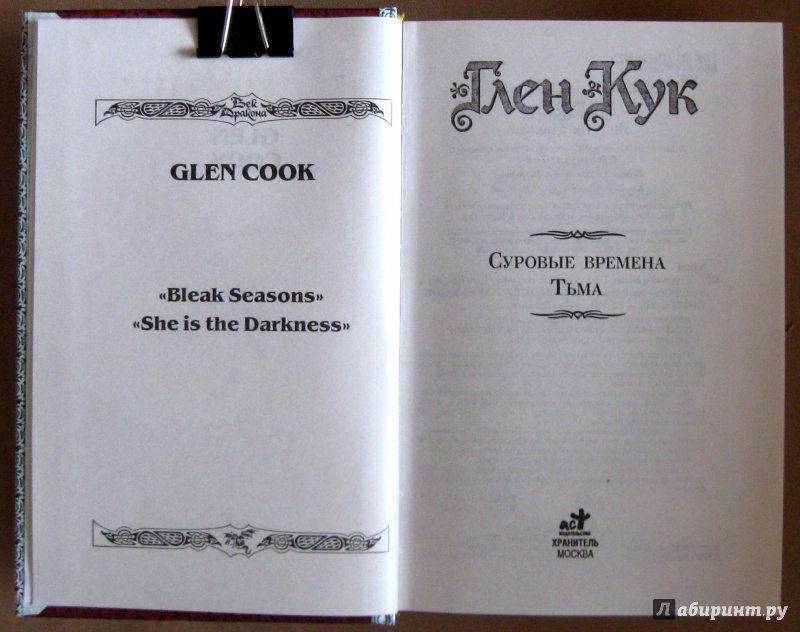 Век
Дракона
GLEN COOK
«Bleak Seasons»
«She is the Darkness»
Глен Кук
Суровые времена
Тьма
аст
издательство
ХРАНИТЕЛЬ
МОСКВА
Лабиринт.ру